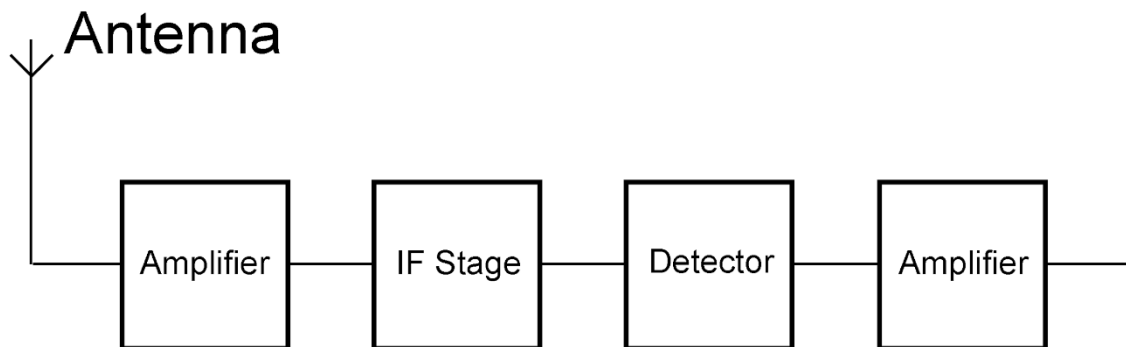 Antenna
Amplifier
IF Stage
Detector
Amplifier